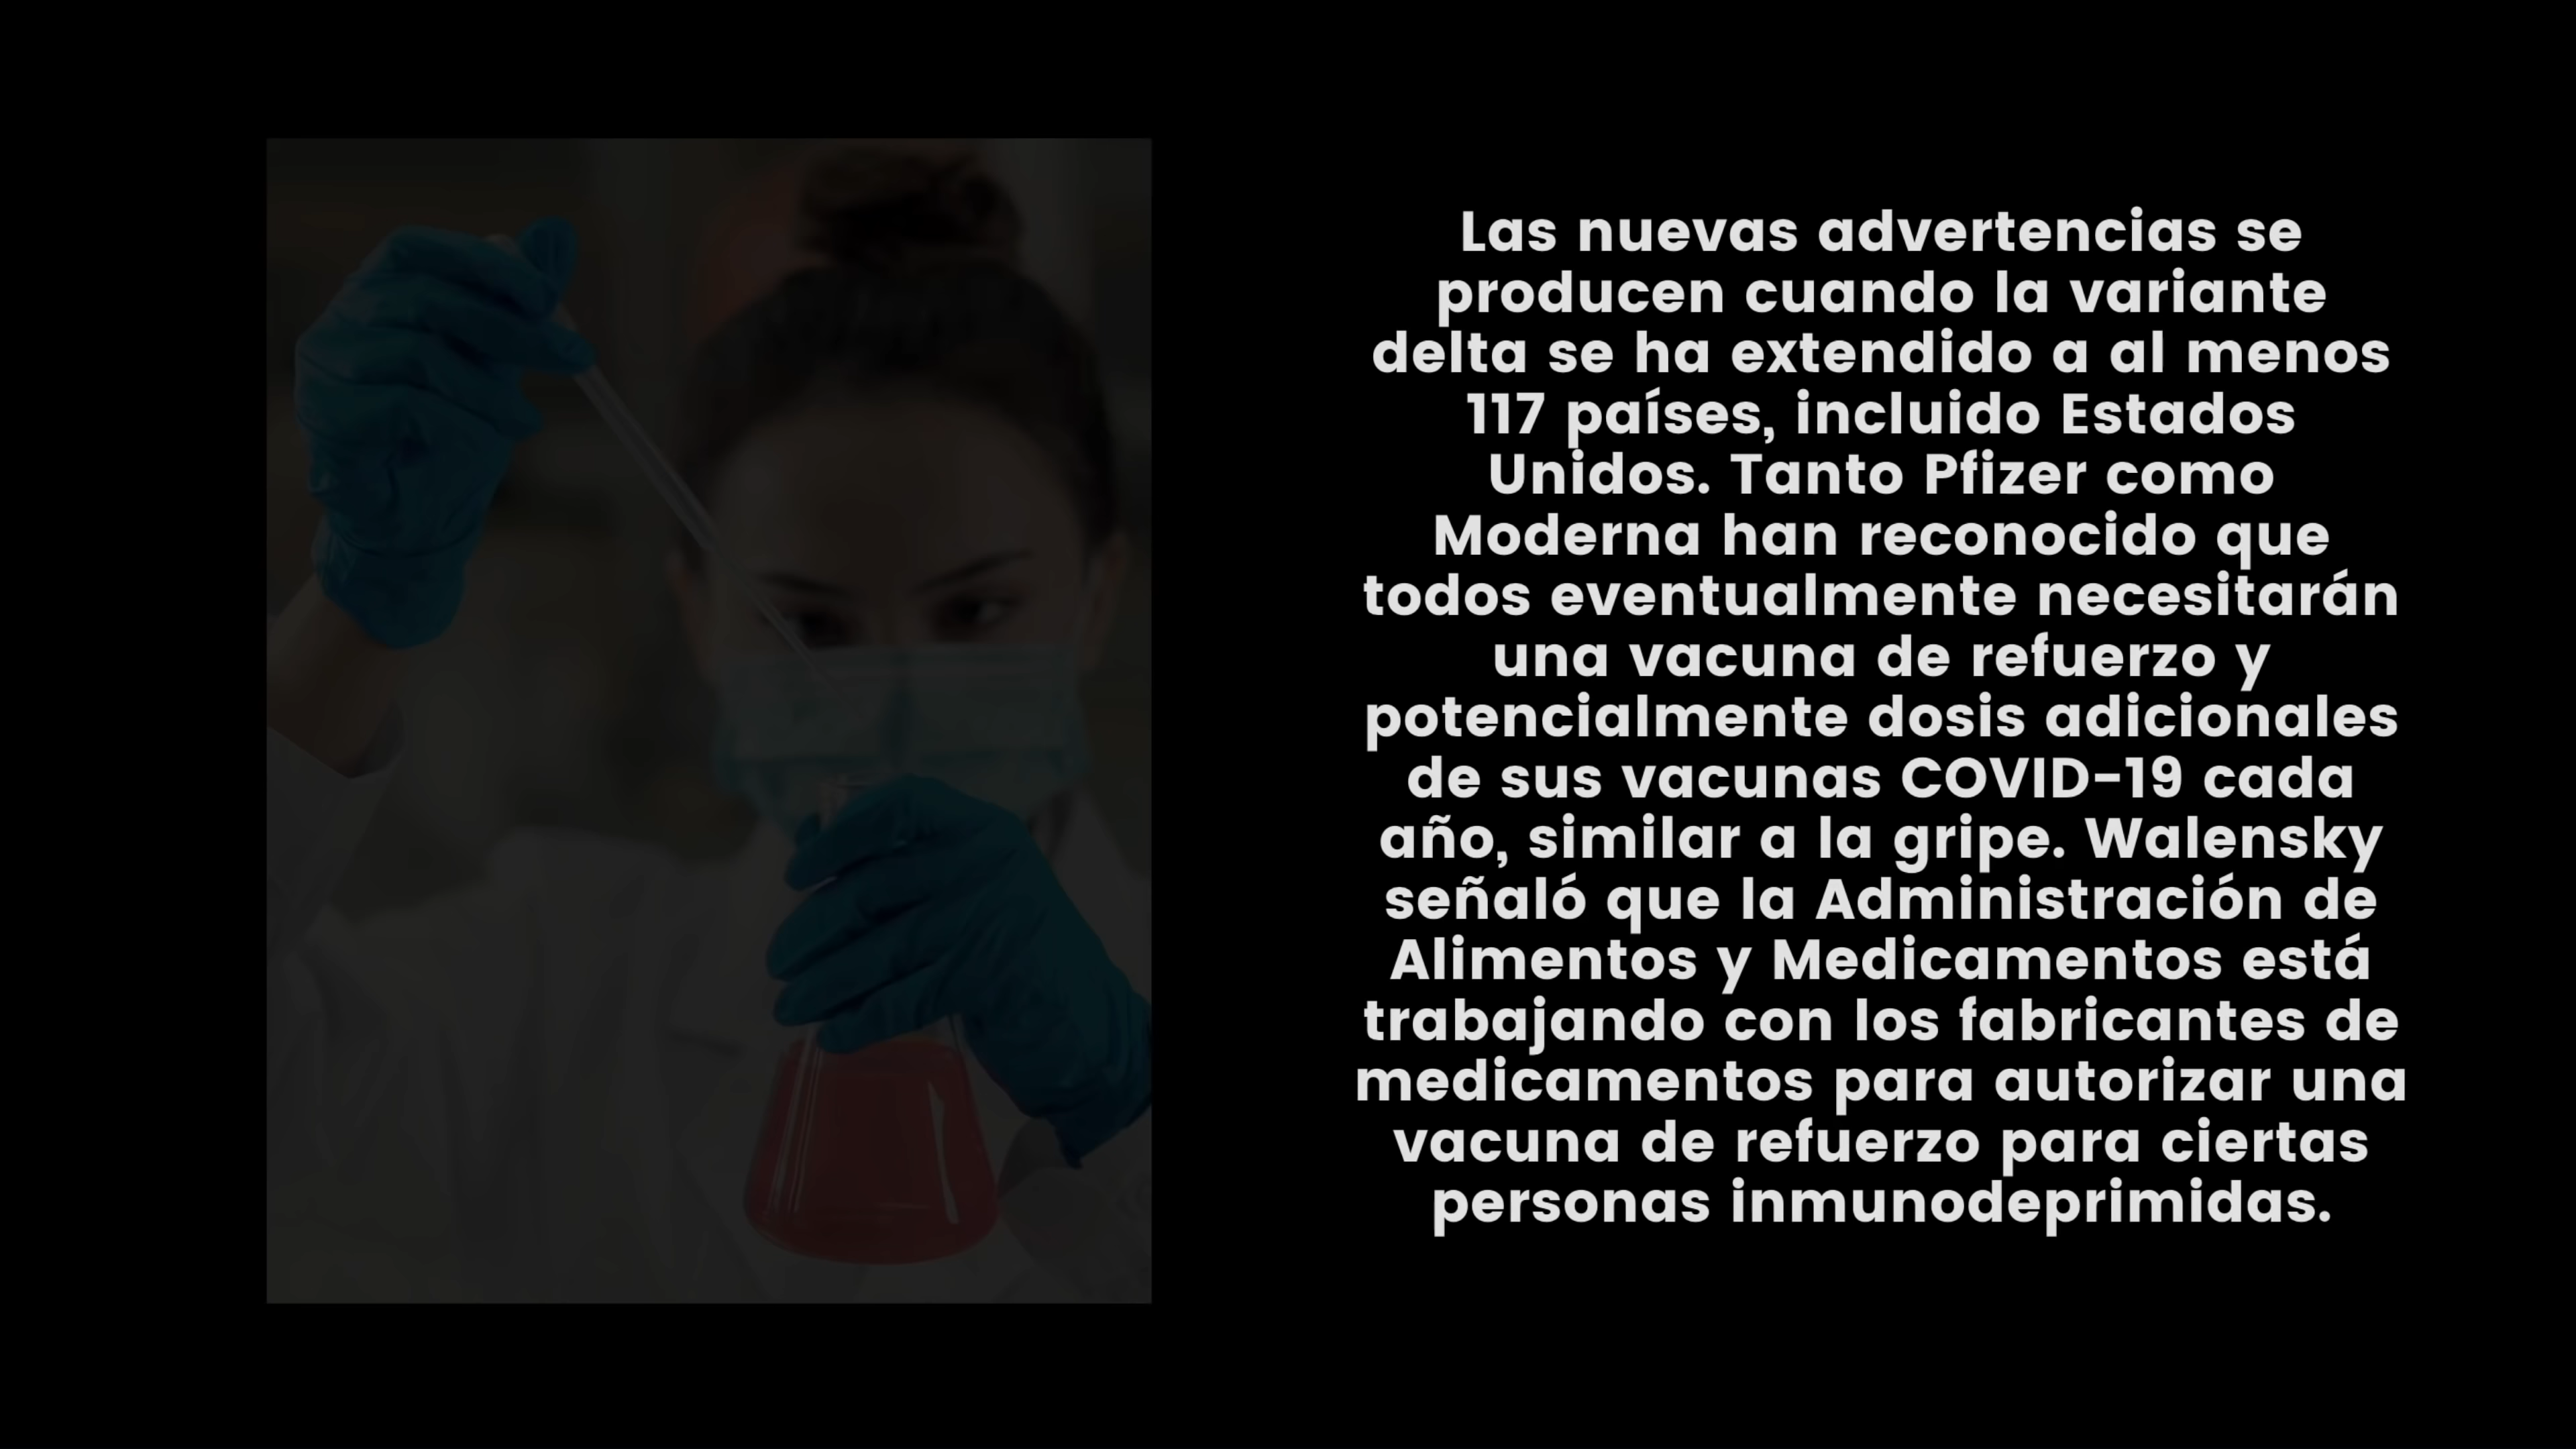 Las nuevas advertencias se
producen cuando la variante
delta se ha extendido a al menos
117 países, incluido Estados
Unidos. Tanto Pfizer como
Moderna han reconocido que
todos eventualmente necesitarán
una vacuna de refuerzo y
potencialmente dosis adicionales
de sus vacunas COVID-19 cada
año, similar a la gripe. Walensky
señaló que la Administración de
Alimentos y Medicamentos está
trabajando con los fabricantes de
medicamentos para autorizar una
vacuna de refuerzo para ciertas
personas inmunodeprimidas.